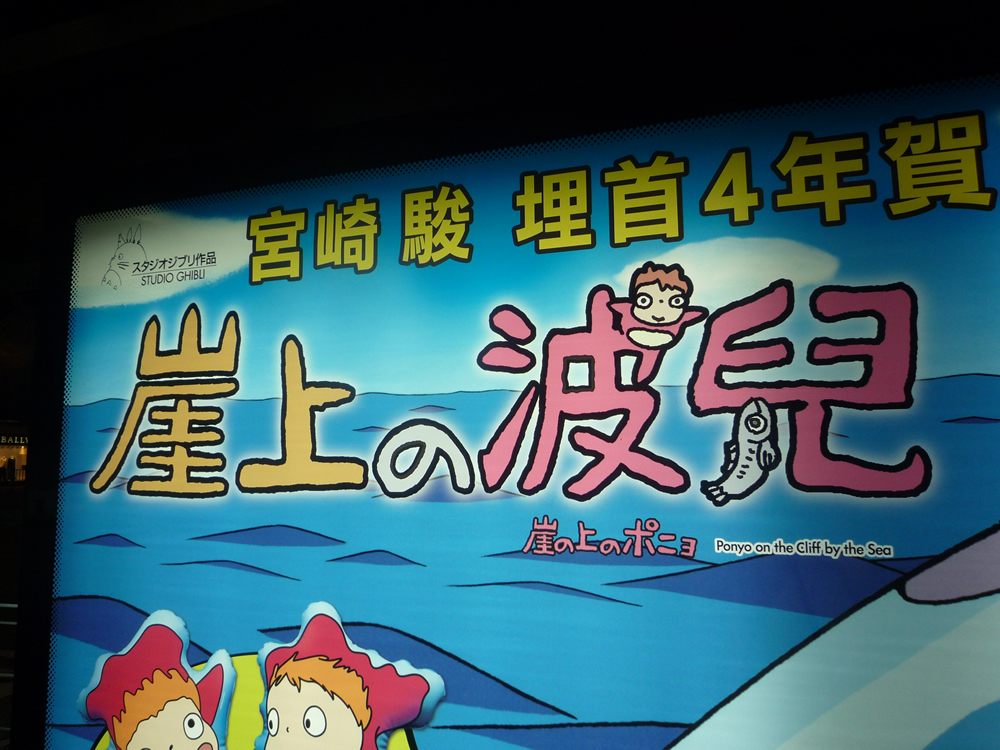 宮崎 駿 埋首4年賀
スタジオジブリ作品
STUDIO GHIBLI
崖上の波兒
崖の上のポニョ Ponyo on the Cliff by the Sea
BALLY